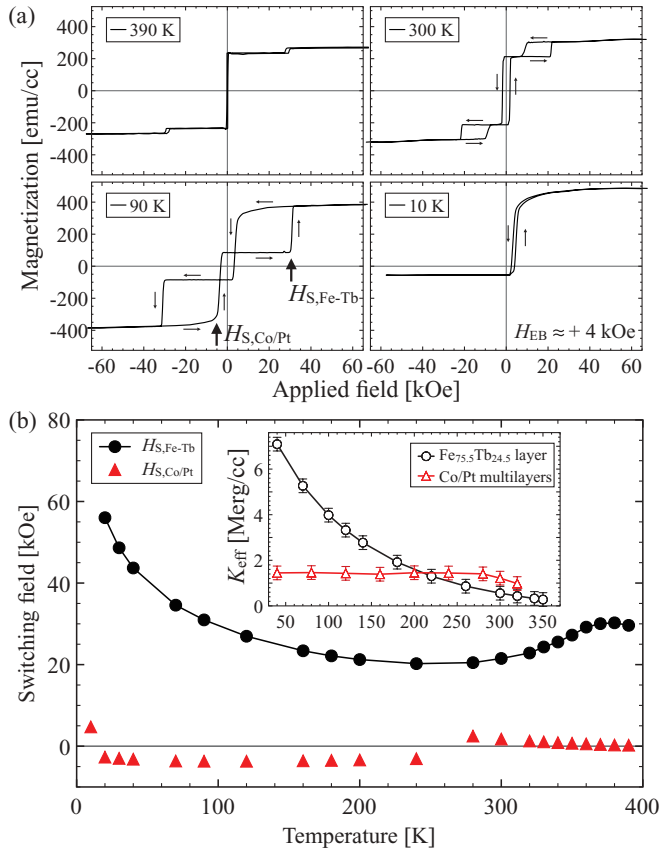 (a)
390 K
300 K
400
200
0
-200
-400
90 K
10 K
400
200
0
-200
-400
H_S,Fe-Tb
H_S,Co/Pt
H_EB ≈ + 4 kOe
Magnetization [emu/cc]
-60 -40 -20 0 20 40 60
-60 -40 -20 0 20 40 60
Applied field [kOe]
(b)
80
60
40
20
0
H_S,Fe-Tb
H_S,Co/Pt
Fe75.5Tb24.5 layer
Co/Pt multilayers
K_eff [Merg/cc]
6
4
2
0
50 100 150 200 250 300 350
Switching field [kOe]
0 100 200 300 400
Temperature [K]